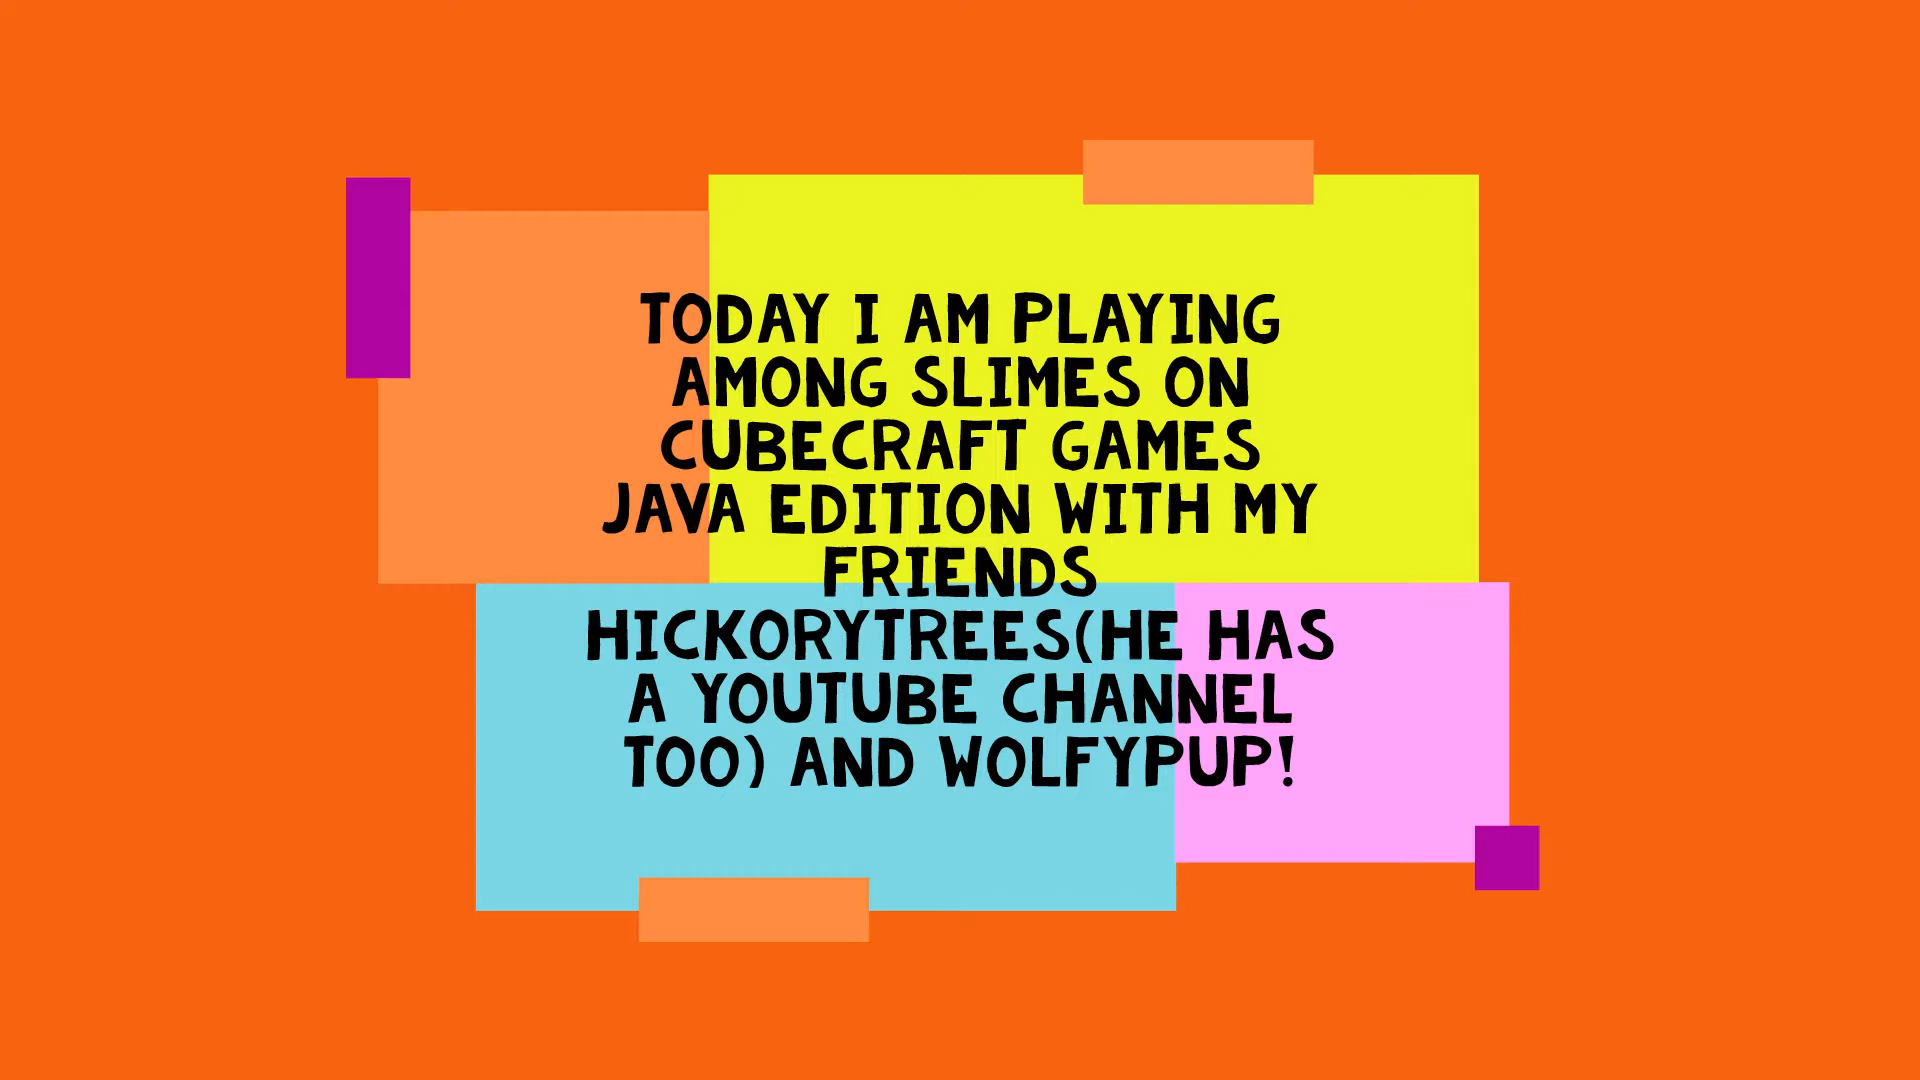 TODAY I AM PLAYING
AMONG SLIMES ON
CUBECRAFT GAMES
JAVA EDITION WITH MY
FRIENDS
HICKORYTREES(HE HAS
A YOUTUBE CHANNEL
TOO) AND WOLFYPUP!